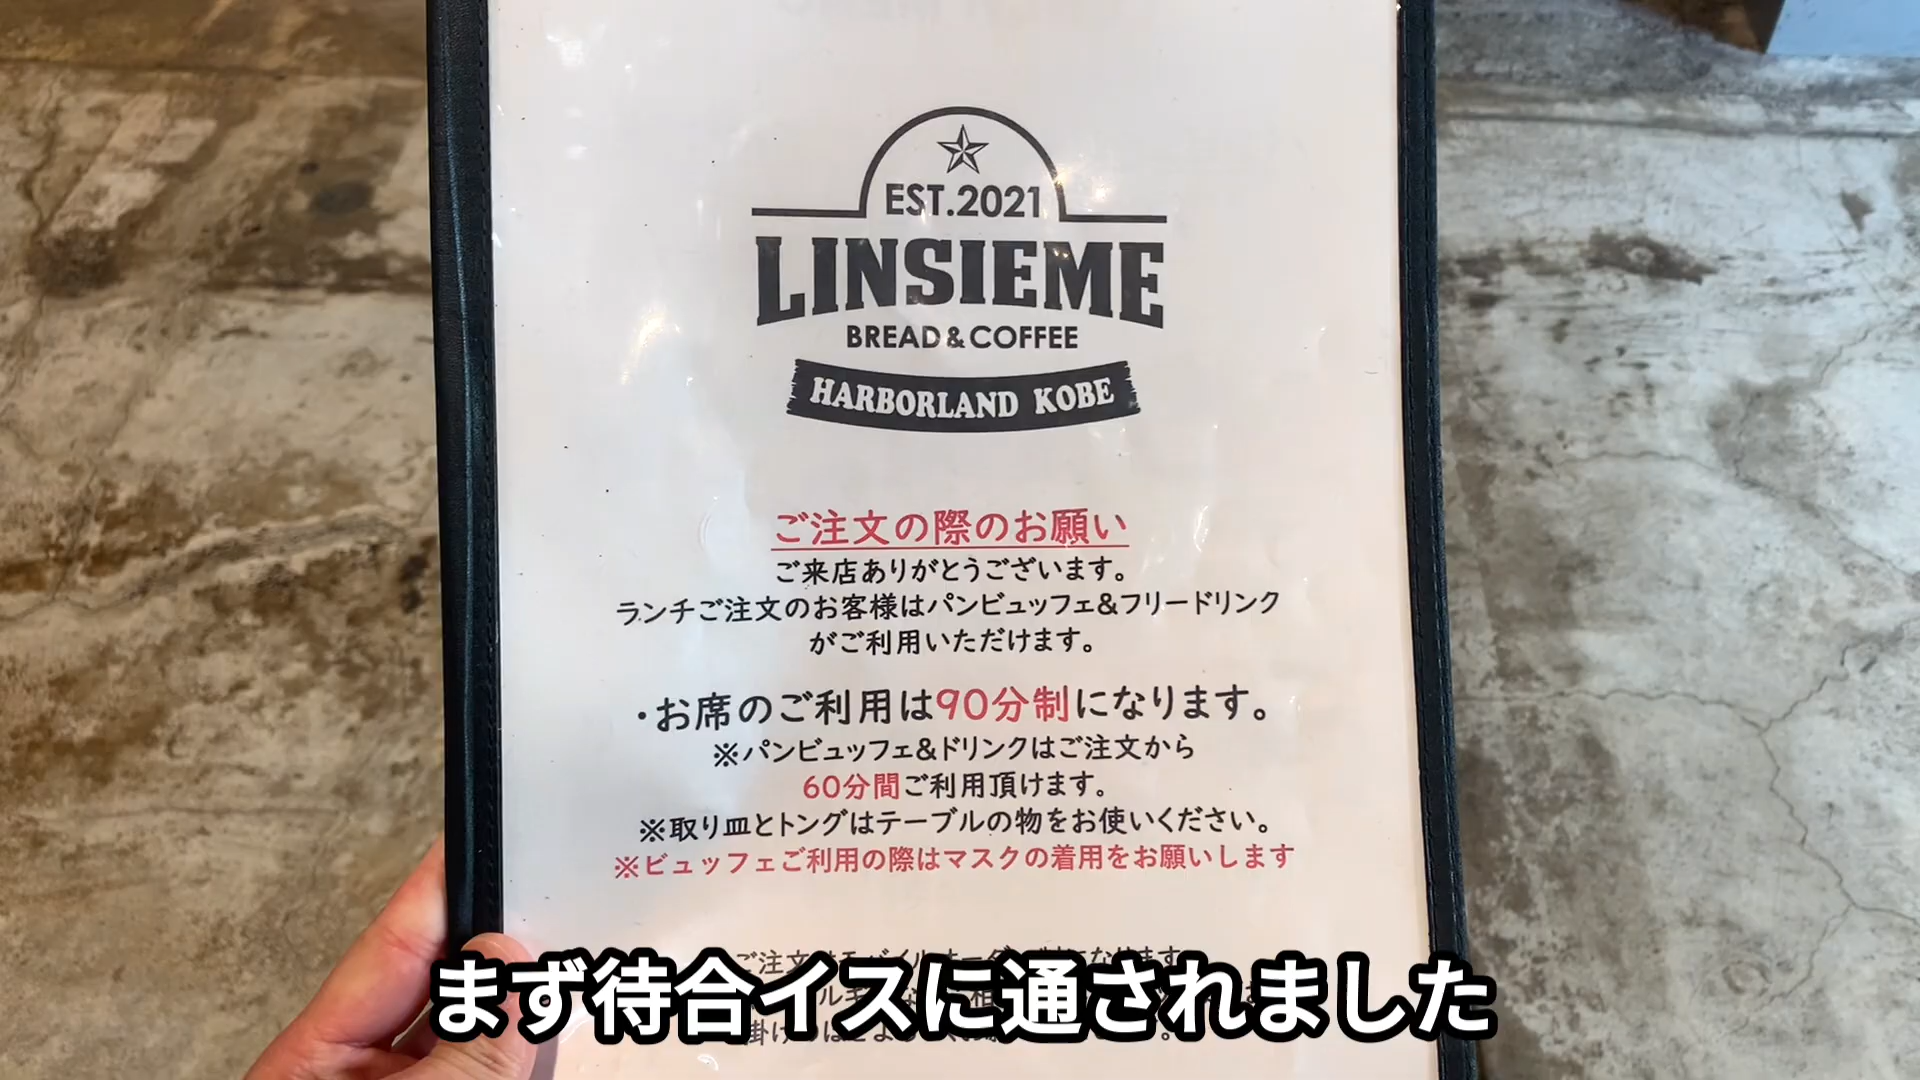 EST.2021
LINSIEME
BREAD&COFFEE
HARBORLAND KOBE
ご注文の際のお願い
ご来店ありがとうございます。
ランチご注文のお客様はパンビュッフェ&フリードリンク
がご利用いただけます。
・お席のご利用は90分制になります。
※パンビュッフェ&ドリンクはご注文から
60分間ご利用頂けます。
※取り皿とトングはテーブルの物をお使いください。
※ビュッフェご利用の際はマスクの着用をお願いします
まず待合イスに通されました